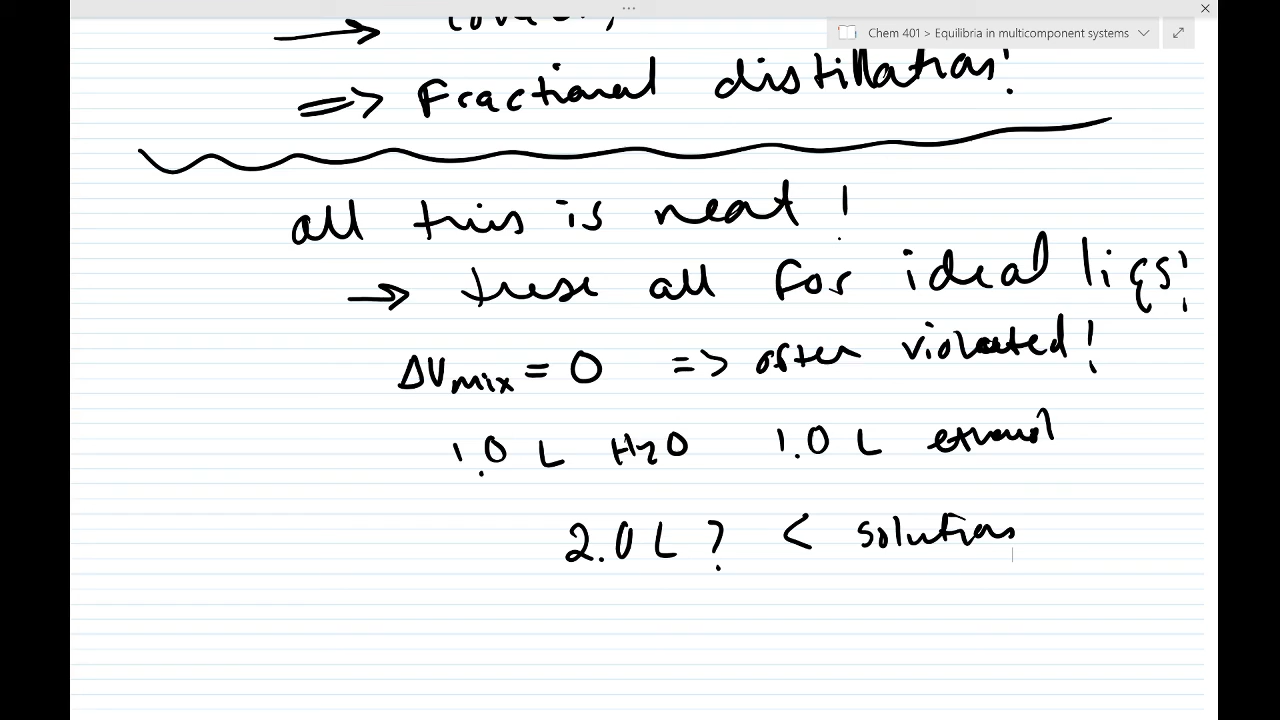 Chem 401 > Equilibria in multicomponent systems
→
=> Fractional distillation!
all this is neat!
→ these all for ideal liqs!
ΔVmix = 0 => often violated!
1.0 L H2O 1.0 L ethanol
2.0 L ? < solution